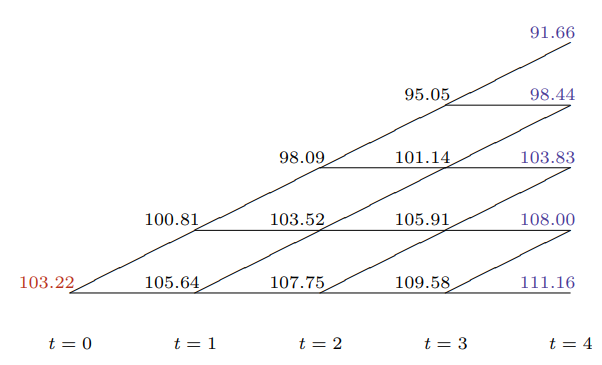 91.66
95.05 98.44
98.09 101.14 103.83
100.81 103.52 105.91 108.00
103.22 105.64 107.75 109.58 111.16
t = 0 t = 1 t = 2 t = 3 t = 4